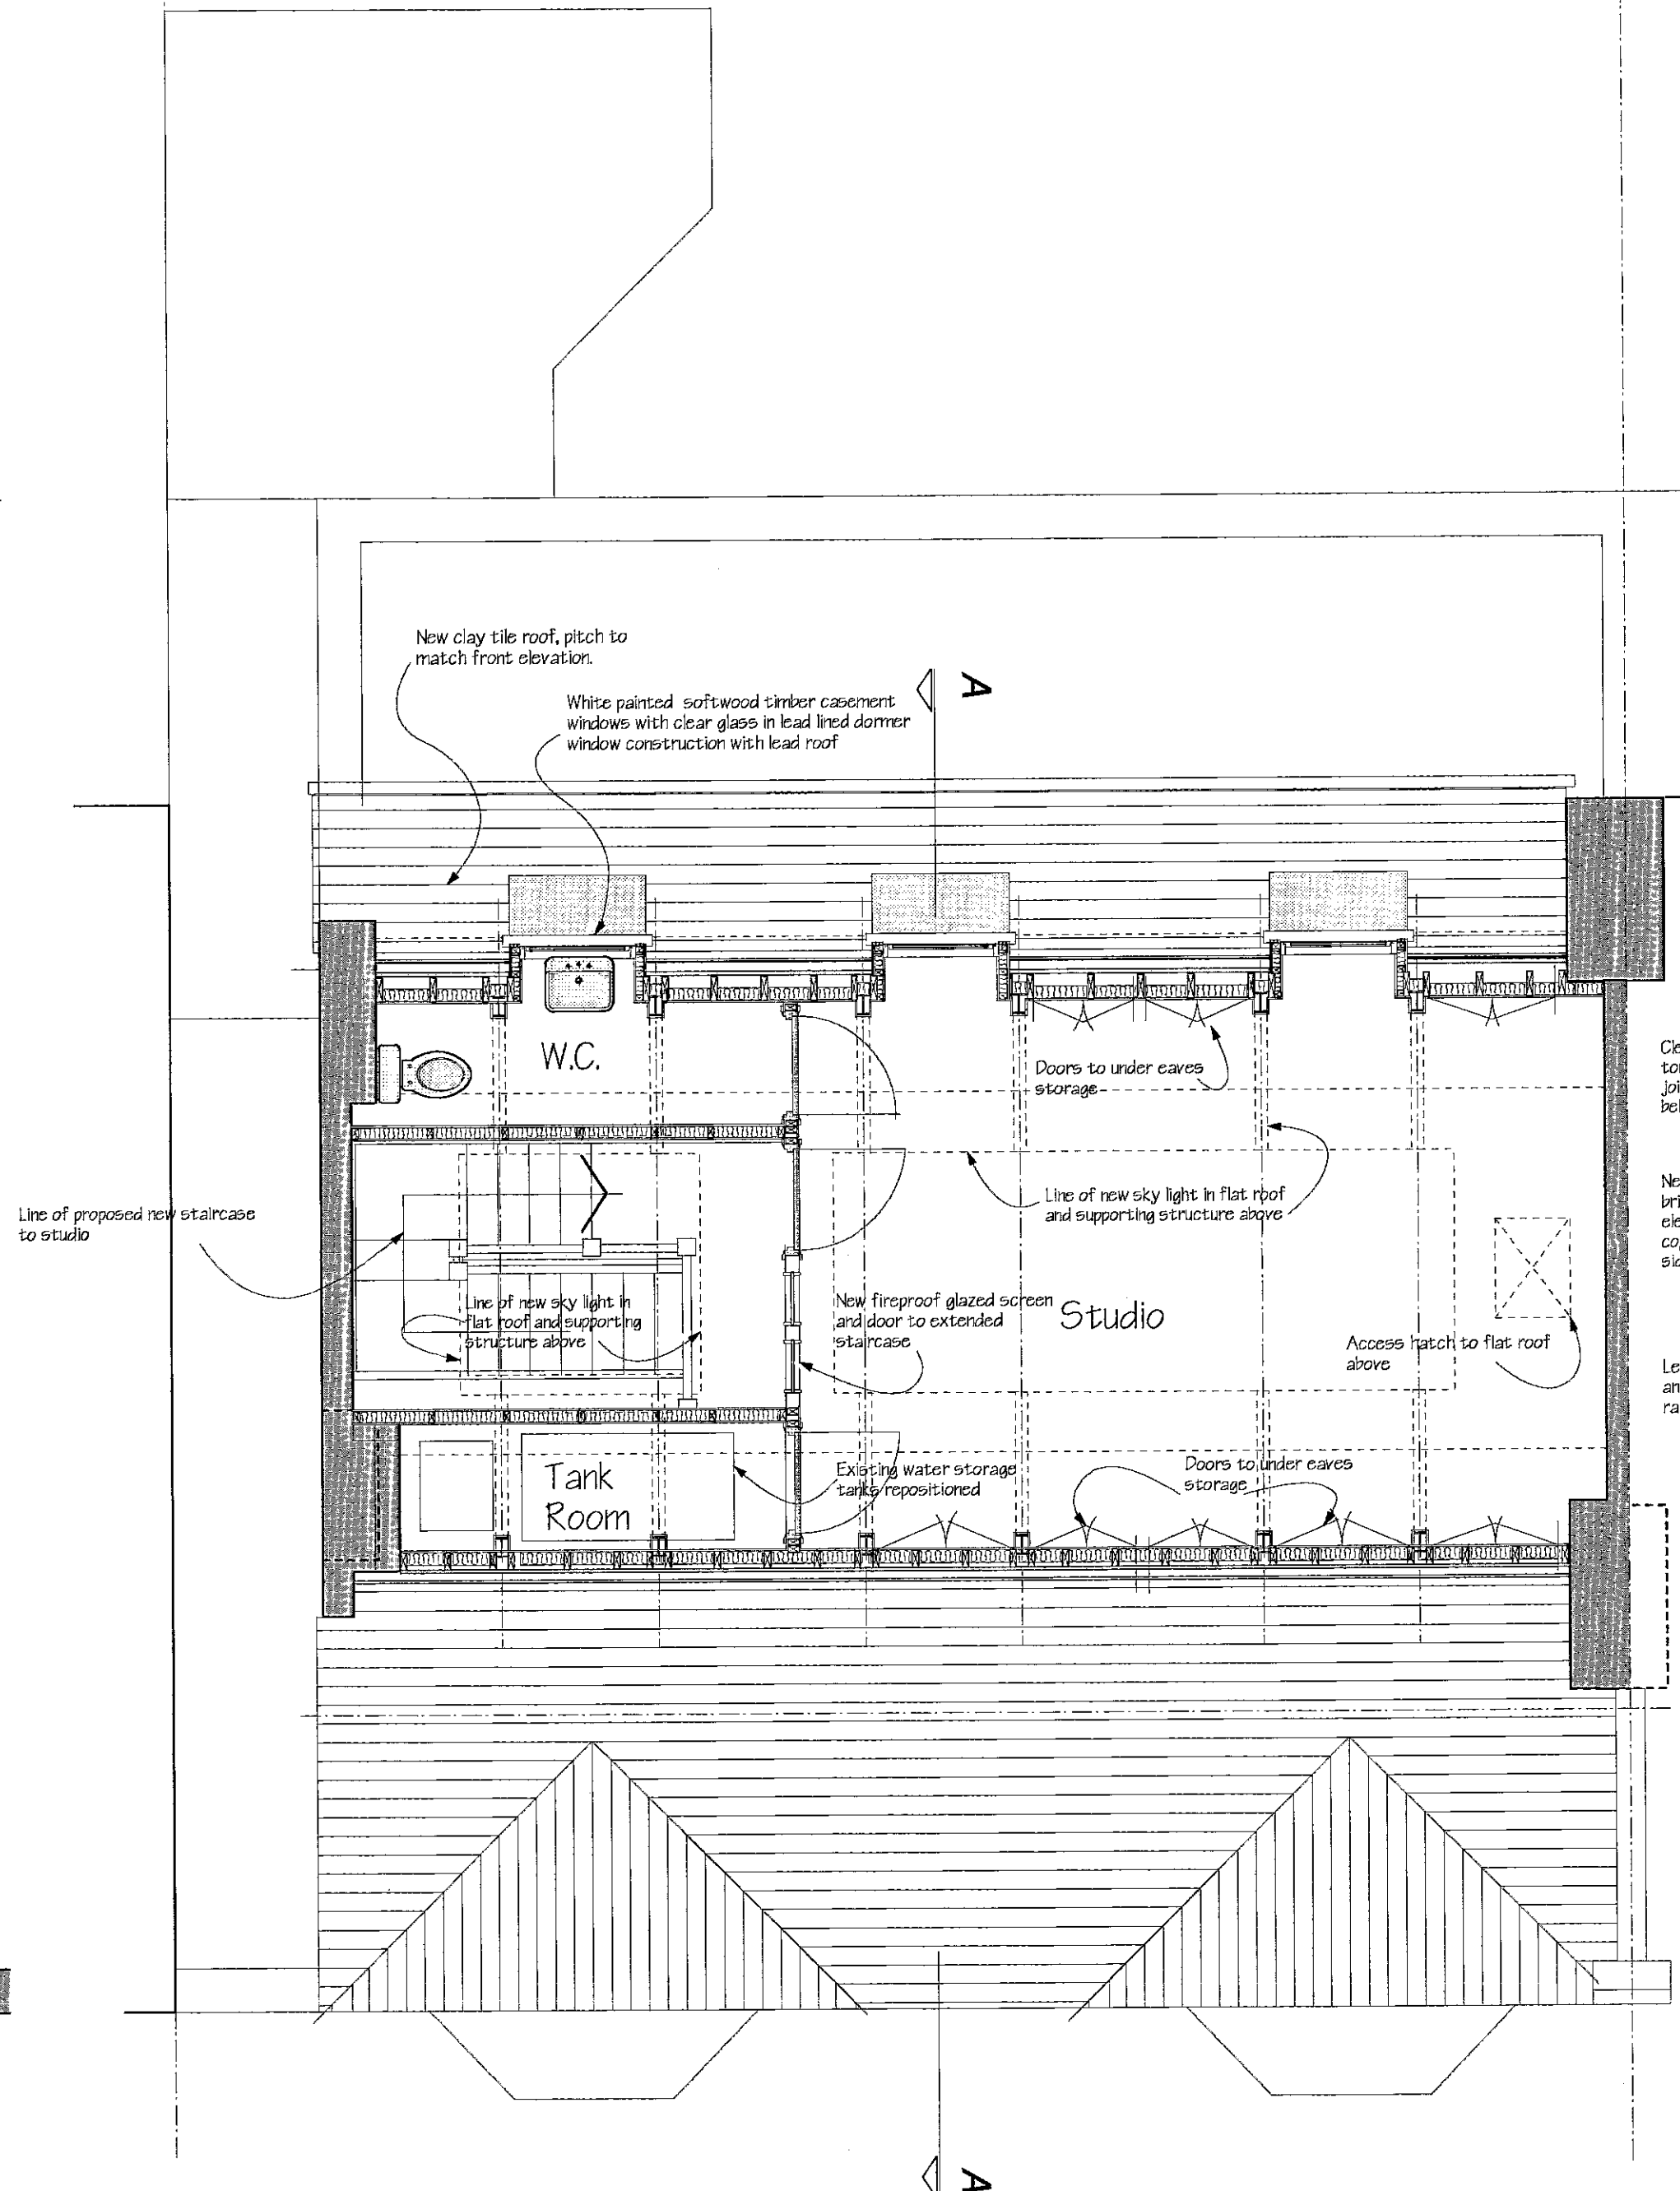 New clay tile roof, pitch to
match front elevation.
A
White painted softwood timber casement
windows with clear glass in lead lined dormer
window construction with lead roof
W.C.
Doors to under eaves
storage
Line of new sky light in flat roof
and supporting structure above
Line of proposed new staircase
to studio
Line of new sky light in
flat roof and supporting
structure above
New fireproof glazed screen
and door to extended
staircase
Studio
Access hatch to flat roof
above
Tank
Room
Existing water storage
tanks repositioned
Doors to under eaves
storage
A